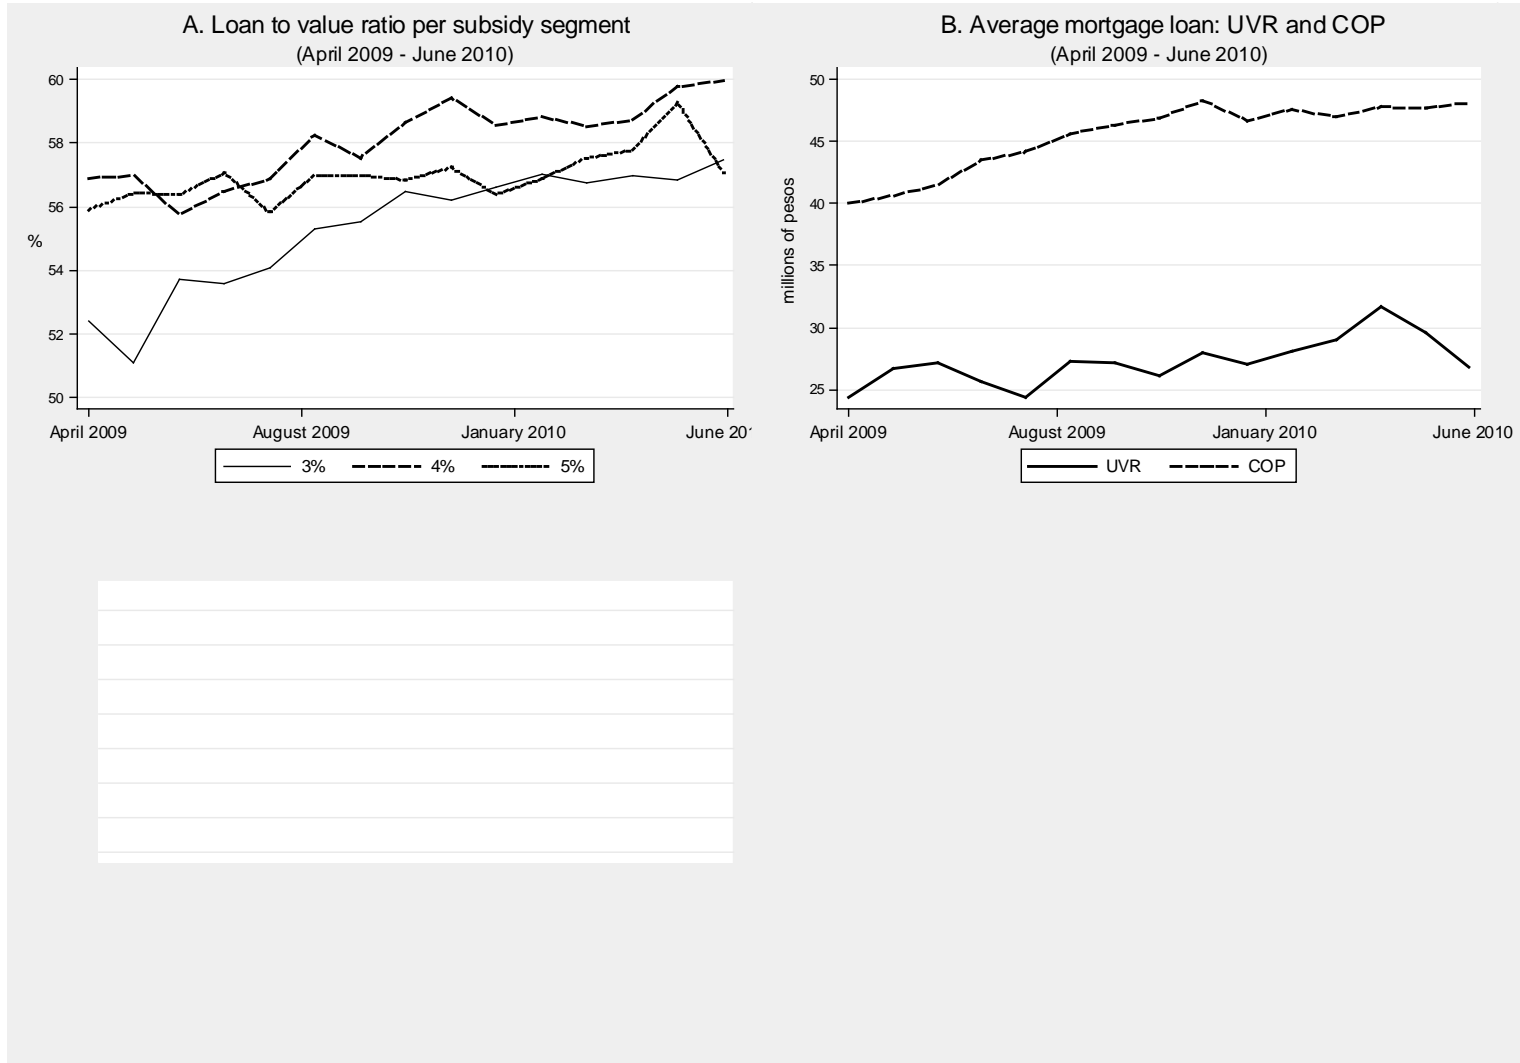 A. Loan to value ratio per subsidy segment
(April 2009 - June 2010)
60
58
56
%
54
52
50
April 2009
August 2009
January 2010
June 20
3%
4%
5%
B. Average mortgage loan: UVR and COP
(April 2009 - June 2010)
50
45
40
millions of pesos
35
30
25
April 2009
August 2009
January 2010
June 2010
UVR
COP